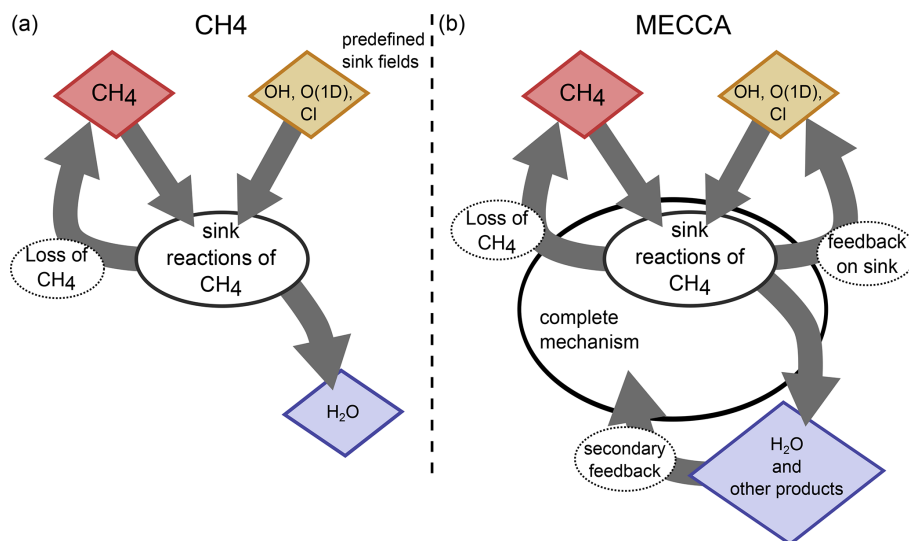 (a)
CH4
predefined
sink fields
CH4
OH, O(1D),
Cl
sink
reactions of
CH4
Loss of
CH4
H₂O
(b)
MECCA
CH4
OH, O(1D),
Cl
Loss of
CH4
sink
reactions of
CH4
feedback
on sink
complete
mechanism
secondary
feedback
H₂O
and
other products